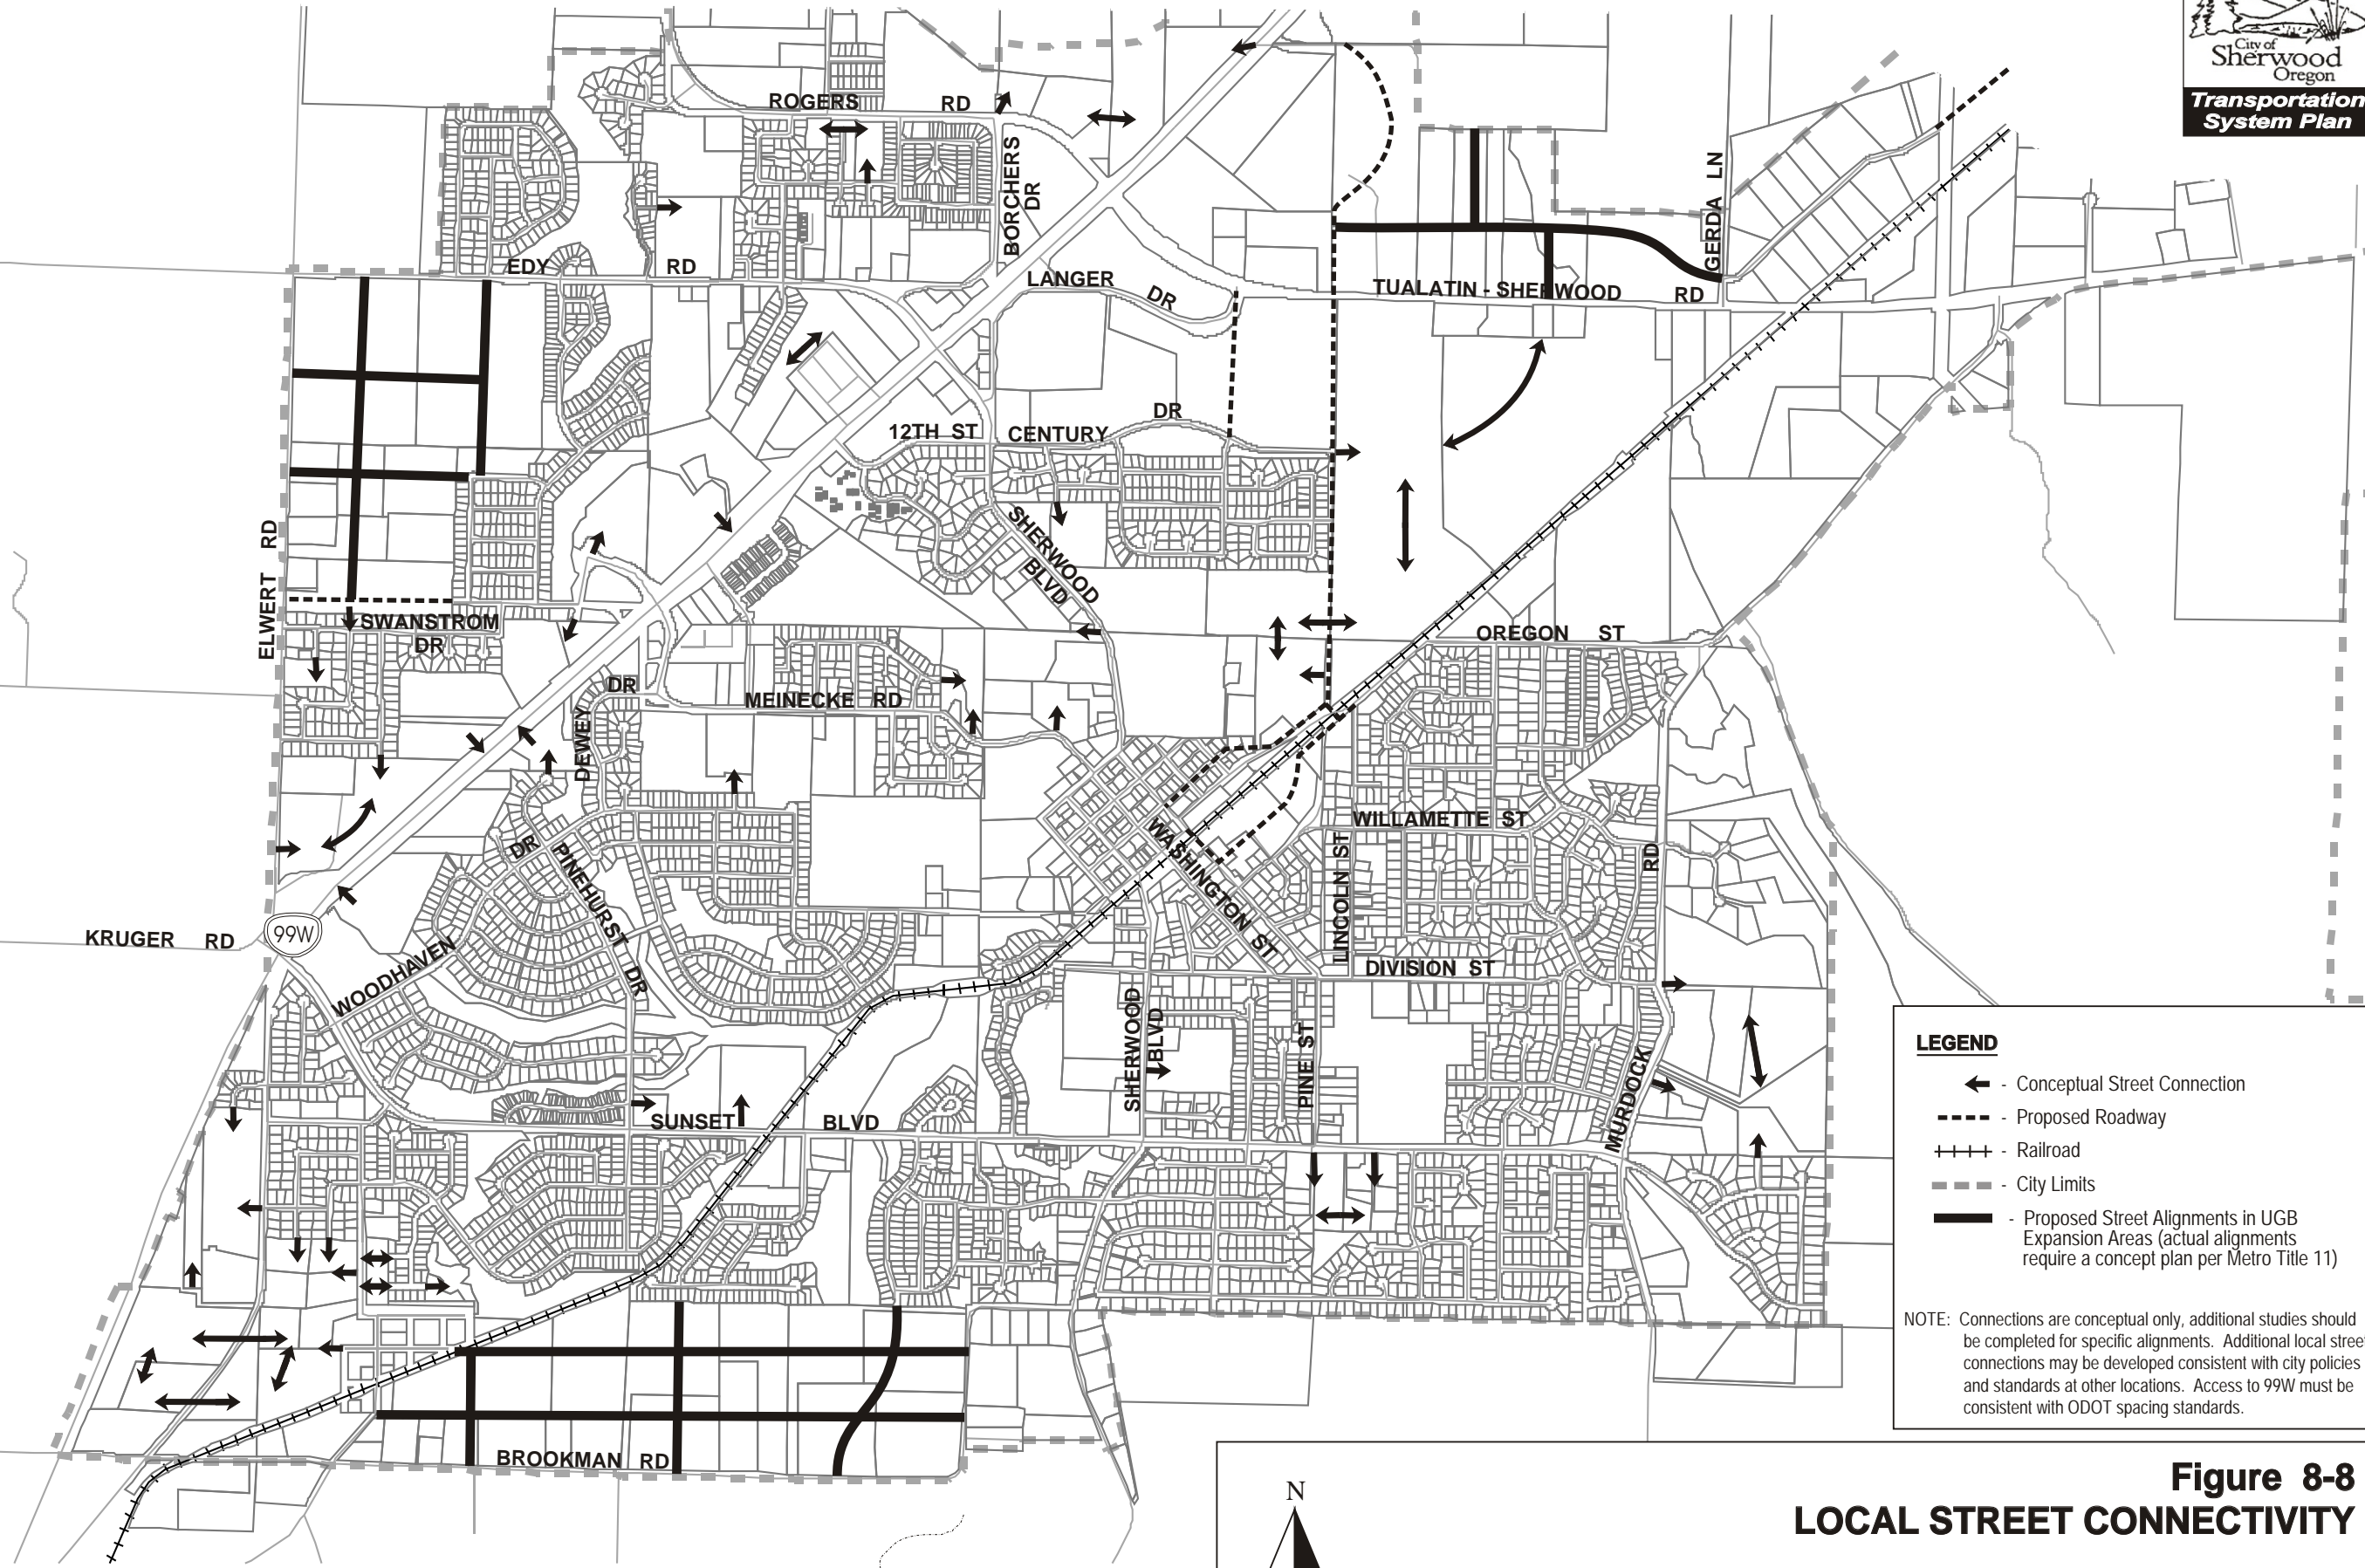 City of
Sherwood
Oregon
Transportation
System Plan
ROGERS RD
BORCHERS
DR
GERDA LN
EDY RD
LANGER
DR
TUALATIN - SHERWOOD RD
12TH ST
CENTURY
DR
SHERWOOD
BLVD
ELWERT RD
SWANSTROM
DR
OREGON ST
DR
DEWEY
MEINECKE RD
WILLAMETTE ST
WASHINGTON ST
LINCOLN ST
RD
DR
PINEHURST
DR
KRUGER RD
99W
WOODHAVEN
DIVISION ST
SHERWOOD
BLVD
PINE ST
MURDOCK
SUNSET BLVD
BROOKMAN RD
LEGEND
- Conceptual Street Connection
- Proposed Roadway
- Railroad
- City Limits
- Proposed Street Alignments in UGB
Expansion Areas (actual alignments
require a concept plan per Metro Title 11)
NOTE: Connections are conceptual only, additional studies should
be completed for specific alignments. Additional local street
connections may be developed consistent with city policies
and standards at other locations. Access to 99W must be
consistent with ODOT spacing standards.
N
Figure 8-8
LOCAL STREET CONNECTIVITY